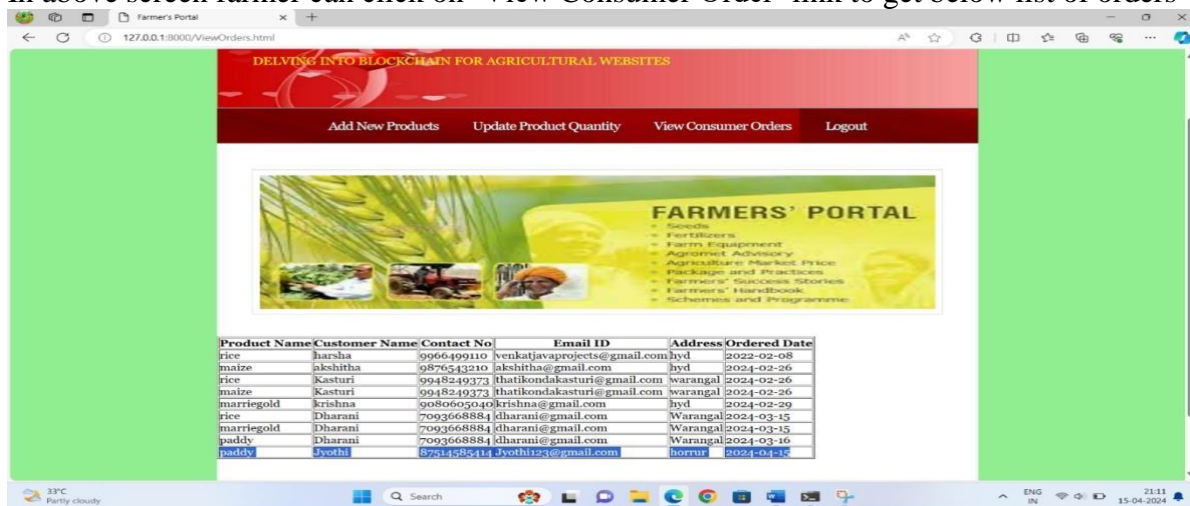 In above screen farmer can click on "View Consumer Order" link to get below list of orders
Farmer's Portal
127.0.0.1:8000/ViewOrders.html
DELVING INTO BLOCKCHAIN FOR AGRICULTURAL WEBSITES
Add New Products Update Product Quantity View Consumer Orders Logout
FARMERS' PORTAL
Seeds
Fertilizers
Farm Equipment
Agromet Advisory
Agriculture Market Price
Package and Practices
Farmers' Success Stories
Farmers' Handbook
Schemes and Programme
Product Name Customer Name Contact No Email ID Address Ordered Date
rice harsha 9966499110 venkatjavaprojects@gmail.com hyd 2022-02-08
maize akshitha 9876543210 akshitha@gmail.com hyd 2024-02-26
rice Kasturi 9948249373 thatikondakasturi@gmail.com warangal 2024-02-26
maize Kasturi 9948249373 thatikondakasturi@gmail.com warangal 2024-02-26
marriegold krishna 9080605040 krishna@gmail.com hyd 2024-02-29
rice Dharani 7093668884 dharani@gmail.com Warangal 2024-03-15
marriegold Dharani 7093668884 dharani@gmail.com Warangal 2024-03-15
paddy Dharani 7093668884 dharani@gmail.com Warangal 2024-03-16
paddy Jyothi 87514585414 Jyothi123@gmail.com horrur 2024-04-15
33°C
Partly cloudy
Search
ENG
IN
21:11
15-04-2024